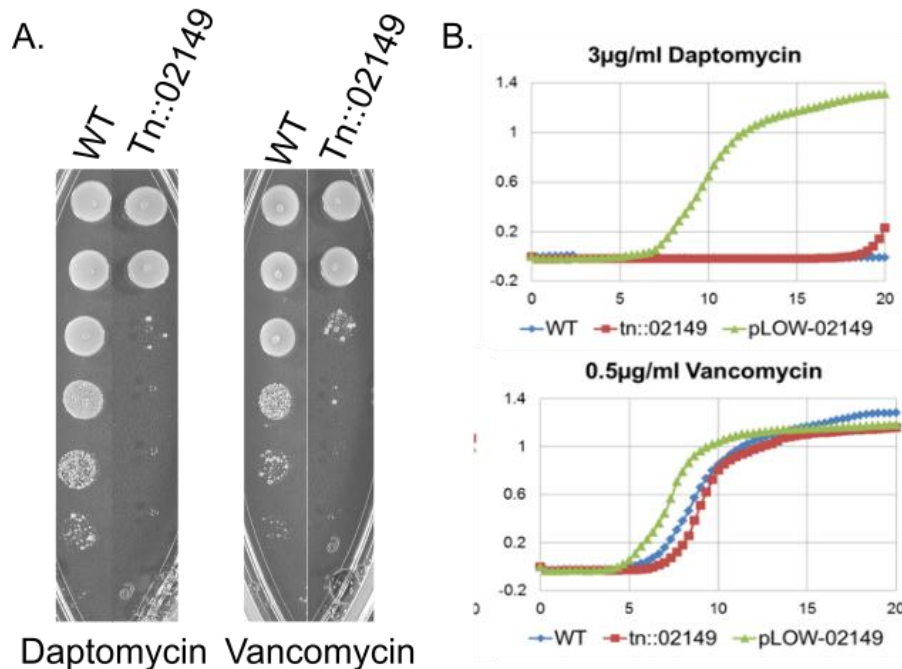 A.
WT
Tn::02149
WT
Tn::02149
Daptomycin
Vancomycin
B.
3µg/ml Daptomycin
1.4
1
0.6
0.2
-0.2
0
5
10
15
20
WT
tn::02149
pLOW-02149
0.5µg/ml Vancomycin
1.4
1
0.6
0.2
-0.2
0
0
5
10
15
20
WT
tn::02149
pLOW-02149